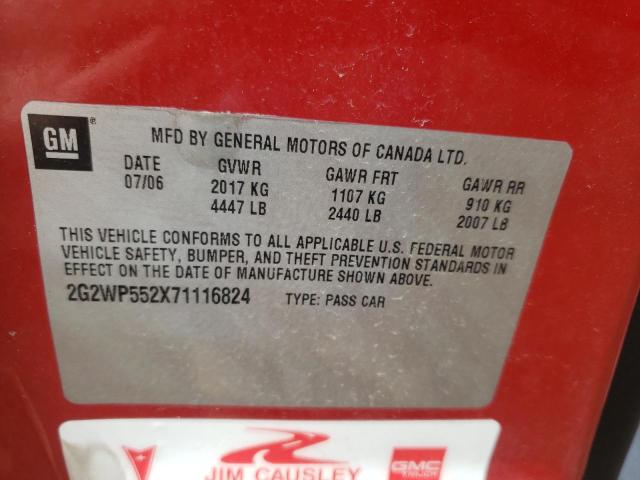 GM
MFD BY GENERAL MOTORS OF CANADA LTD.
DATE GVWR GAWR FRT GAWR RR
07/06 2017 KG 1107 KG 910 KG
4447 LB 2440 LB 2007 LB
THIS VEHICLE CONFORMS TO ALL APPLICABLE U.S. FEDERAL MOTOR
VEHICLE SAFETY, BUMPER, AND THEFT PREVENTION STANDARDS IN
EFFECT ON THE DATE OF MANUFACTURE SHOWN ABOVE.
2G2WP552X71116824 TYPE: PASS CAR
JIM CAUSLEY
GMC
TRUCK